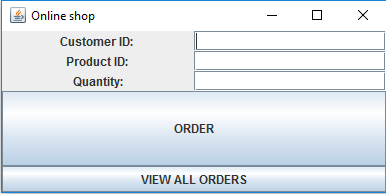 Online shop
Customer ID:
Product ID:
Quantity:
ORDER
VIEW ALL ORDERS